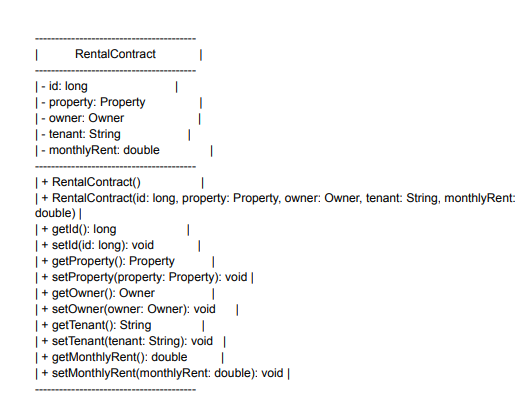 ----------------------------------------
| RentalContract |
----------------------------------------
| - id: long |
| - property: Property |
| - owner: Owner |
| - tenant: String |
| - monthlyRent: double |
----------------------------------------
| + RentalContract() |
| + RentalContract(id: long, property: Property, owner: Owner, tenant: String, monthlyRent:
double) |
| + getId(): long |
| + setId(id: long): void |
| + getProperty(): Property |
| + setProperty(property: Property): void |
| + getOwner(): Owner |
| + setOwner(owner: Owner): void |
| + getTenant(): String |
| + setTenant(tenant: String): void |
| + getMonthlyRent(): double |
| + setMonthlyRent(monthlyRent: double): void |
----------------------------------------